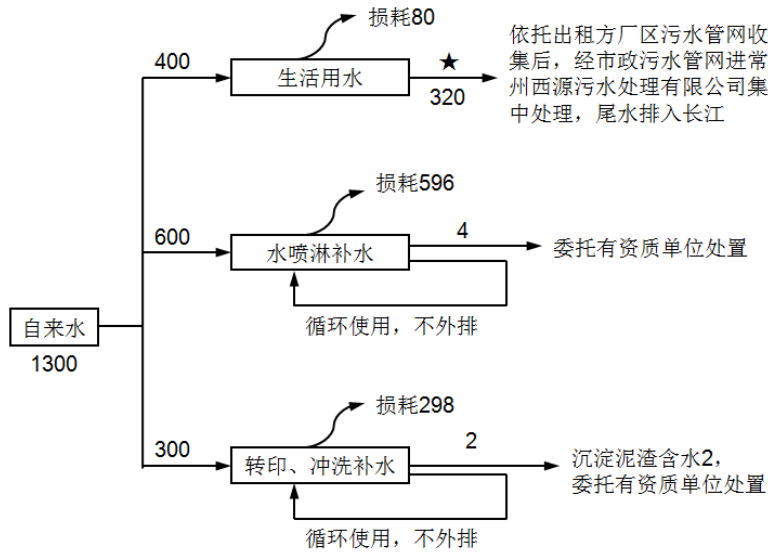 损耗80
400
生活用水
★
320
依托出租方厂区污水管网收
集后，经市政污水管网进常
州西源污水处理有限公司集
中处理，尾水排入长江
损耗596
600
水喷淋补水
4
委托有资质单位处置
循环使用，不外排
自来水
1300
损耗298
300
转印、冲洗补水
2
沉淀泥渣含水2，
委托有资质单位处置
循环使用，不外排